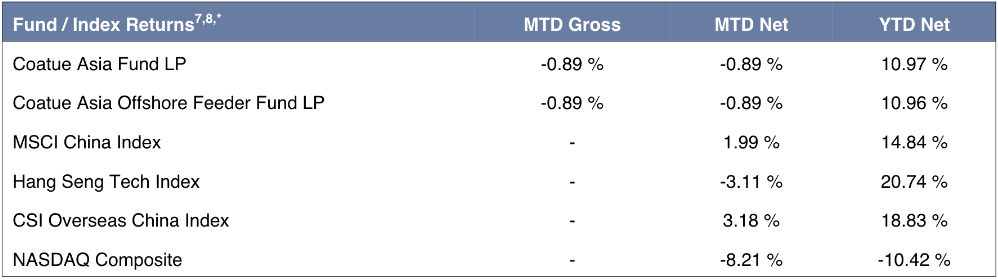 Fund / Index Returns7,8,* MTD Gross MTD Net YTD Net
Coatue Asia Fund LP -0.89 % -0.89 % 10.97 %
Coatue Asia Offshore Feeder Fund LP -0.89 % -0.89 % 10.96 %
MSCI China Index - 1.99 % 14.84 %
Hang Seng Tech Index - -3.11 % 20.74 %
CSI Overseas China Index - 3.18 % 18.83 %
NASDAQ Composite - -8.21 % -10.42 %